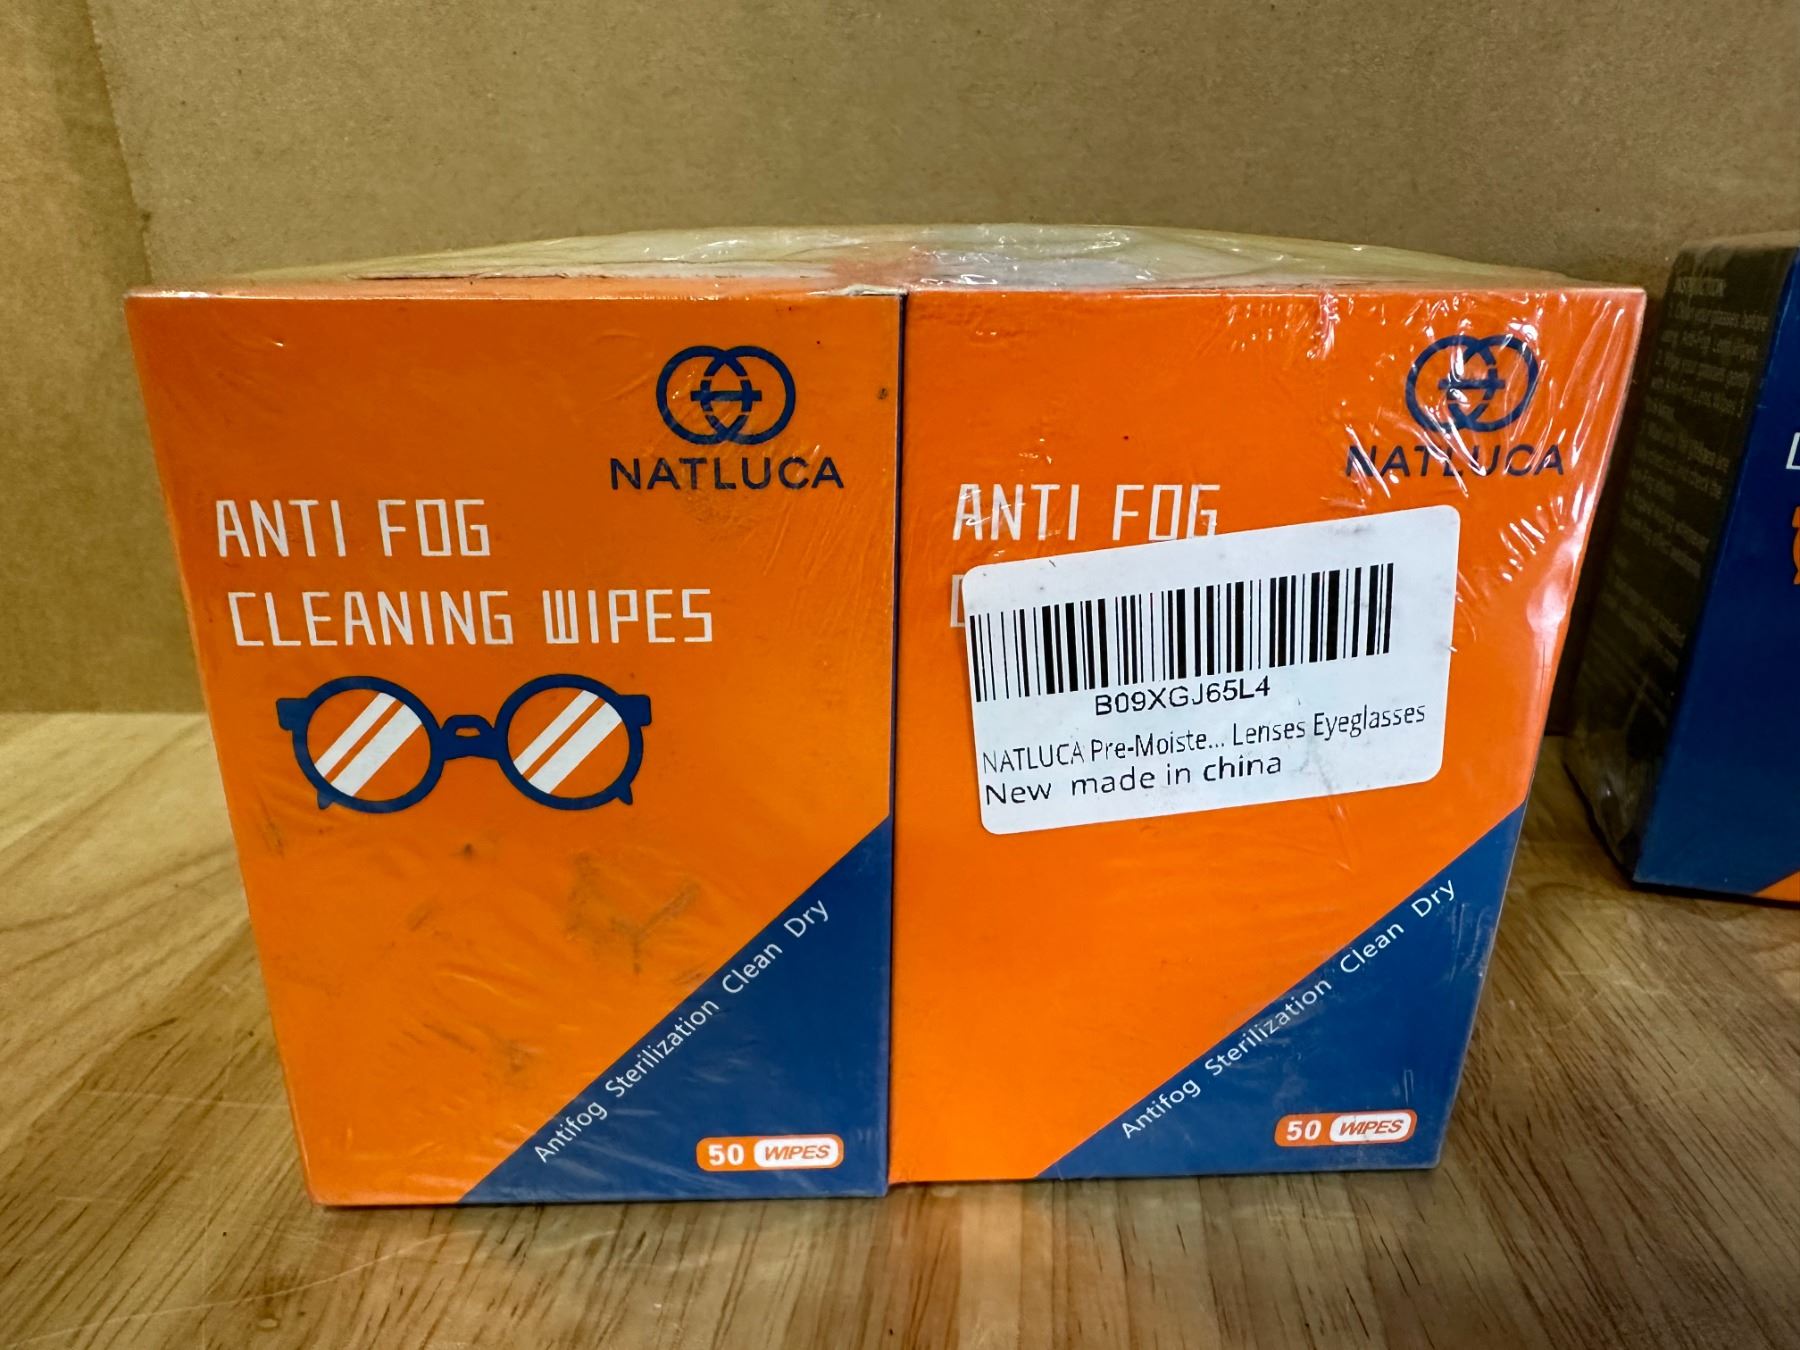 NATLUCA
ANTI FOG
CLEANING WIPES
Antifog Sterilization Clean Dry
50 WIPES
NATLUCA
ANTI FOG
B09XGJ65L4
NATLUCA Pre-Moiste... Lenses Eyeglasses
New made in china
Antifog Sterilization Clean Dry
50 WIPES